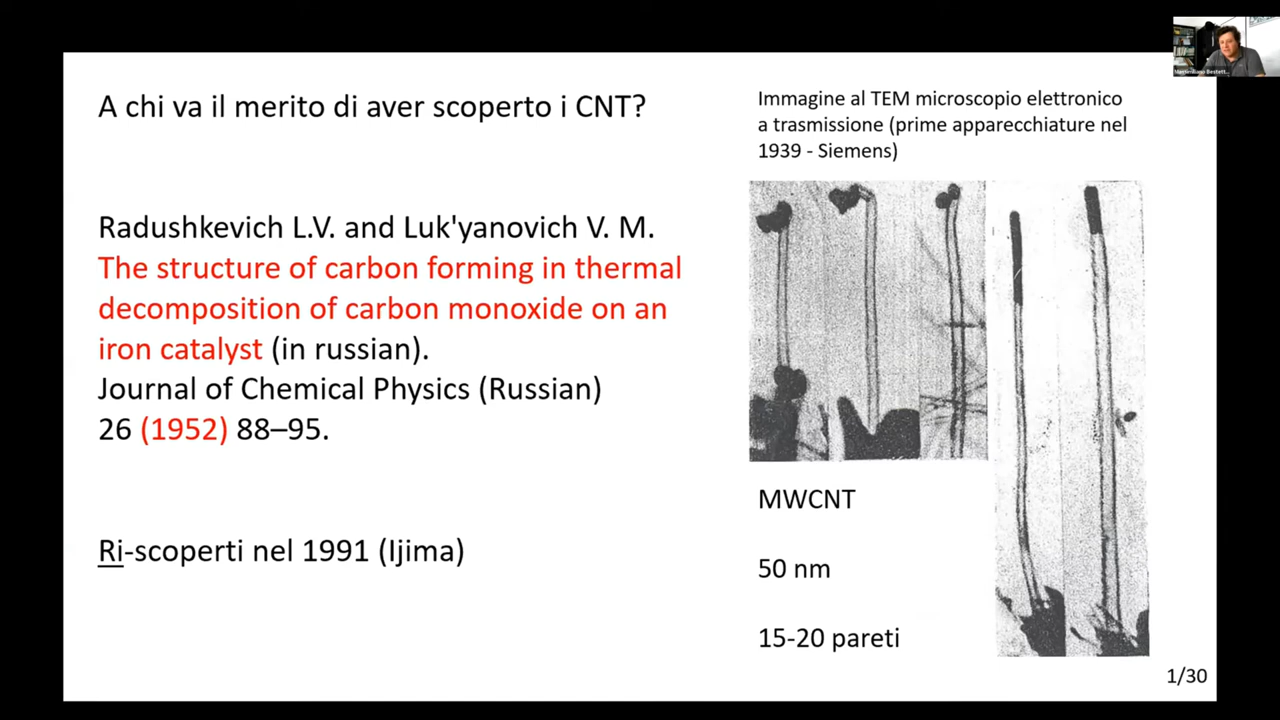 A chi va il merito di aver scoperto i CNT?
Radushkevich L.V. and Luk'yanovich V. M.
The structure of carbon forming in thermal
decomposition of carbon monoxide on an
iron catalyst (in russian).
Journal of Chemical Physics (Russian)
26 (1952) 88–95.
Ri-scoperti nel 1991 (Ijima)
Immagine al TEM microscopio elettronico
a trasmissione (prime apparecchiature nel
1939 - Siemens)
MWCNT
50 nm
15-20 pareti
1/30